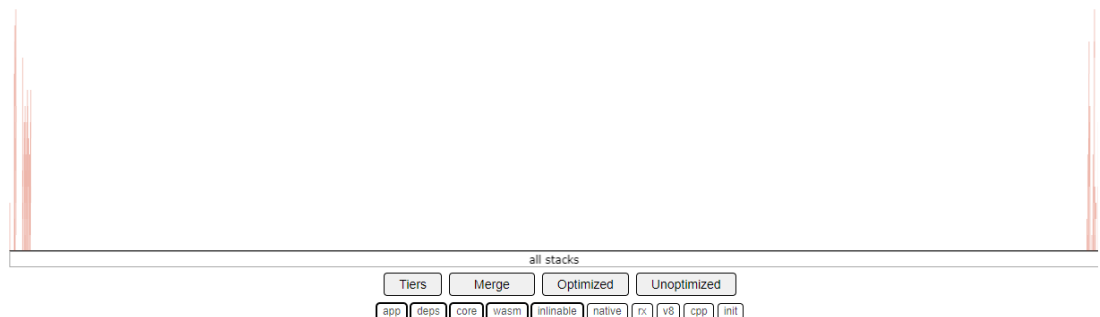 all stacks
Tiers Merge Optimized Unoptimized
app deps core wasm inlinable native rx v8 cpp init